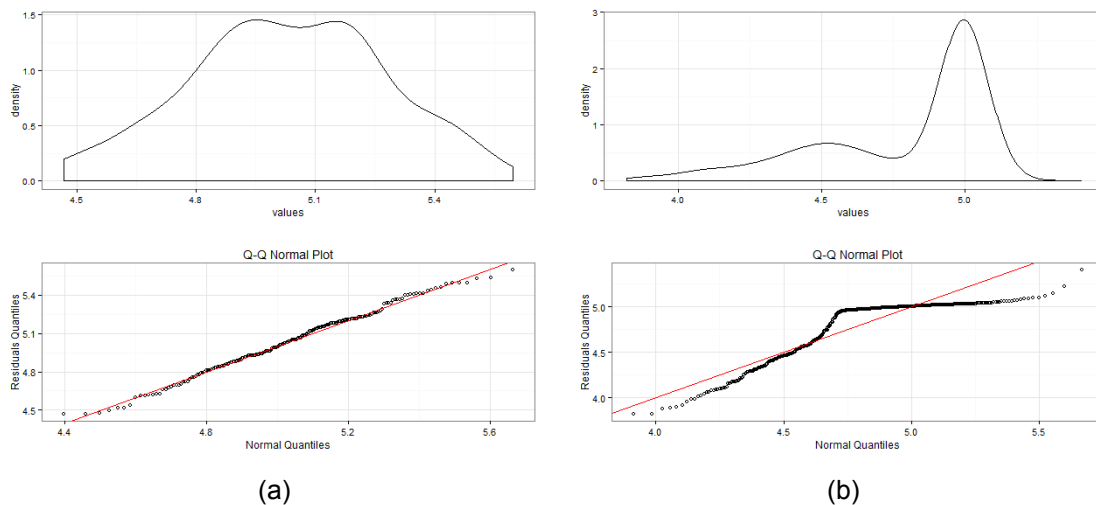 1.5
1.0
0.5
0.0
density
4.5
4.8
5.1
5.4
values
Q-Q Normal Plot
5.4
5.1
4.8
4.5
Residuals Quantiles
4.4
4.8
5.2
5.6
Normal Quantiles
(a)
3
2
1
0
density
4.0
4.5
5.0
values
Q-Q Normal Plot
5.0
4.5
4.0
Residuals Quantiles
4.0
4.5
5.0
5.5
Normal Quantiles
(b)